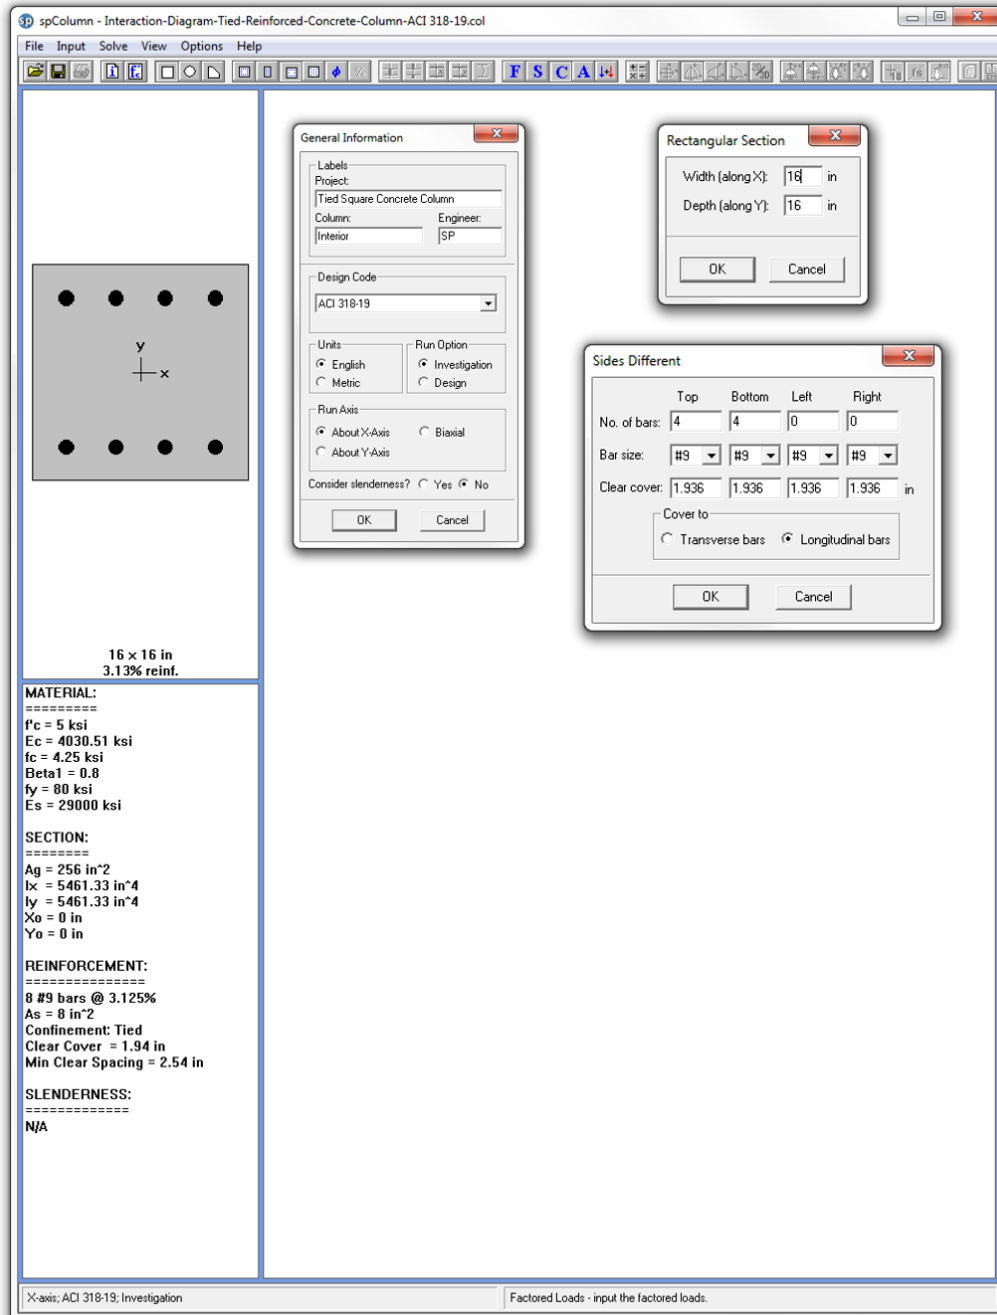 spColumn - Interaction-Diagram-Tied-Reinforced-Concrete-Column-ACI 318-19.col
File Input Solve View Options Help
General Information
Labels
Project:
Tied Square Concrete Column
Column: Engineer:
Interior SP
Design Code
ACI 318-19
Units Run Option
English Investigation
Metric Design
Run Axis
About X-Axis Biaxial
About Y-Axis
Consider slenderness? Yes No
OK Cancel
Rectangular Section
Width (along X): 16 in
Depth (along Y): 16 in
OK Cancel
Sides Different
Top Bottom Left Right
No. of bars: 4 4 0 0
Bar size: #9 #9 #9 #9
Clear cover: 1.936 1.936 1.936 1.936 in
Cover to
Transverse bars Longitudinal bars
OK Cancel
y
x
16 x 16 in
3.13% reinf.
MATERIAL:
=========
f'c = 5 ksi
Ec = 4030.51 ksi
fc = 4.25 ksi
Beta1 = 0.8
fy = 80 ksi
Es = 29000 ksi
SECTION:
========
Ag = 256 in^2
Ix = 5461.33 in^4
Iy = 5461.33 in^4
Xo = 0 in
Yo = 0 in
REINFORCEMENT:
===============
8 #9 bars @ 3.125%
As = 8 in^2
Confinement: Tied
Clear Cover = 1.94 in
Min Clear Spacing = 2.54 in
SLENDERNESS:
=============
N/A
X-axis; ACI 318-19; Investigation
Factored Loads - input the factored loads.